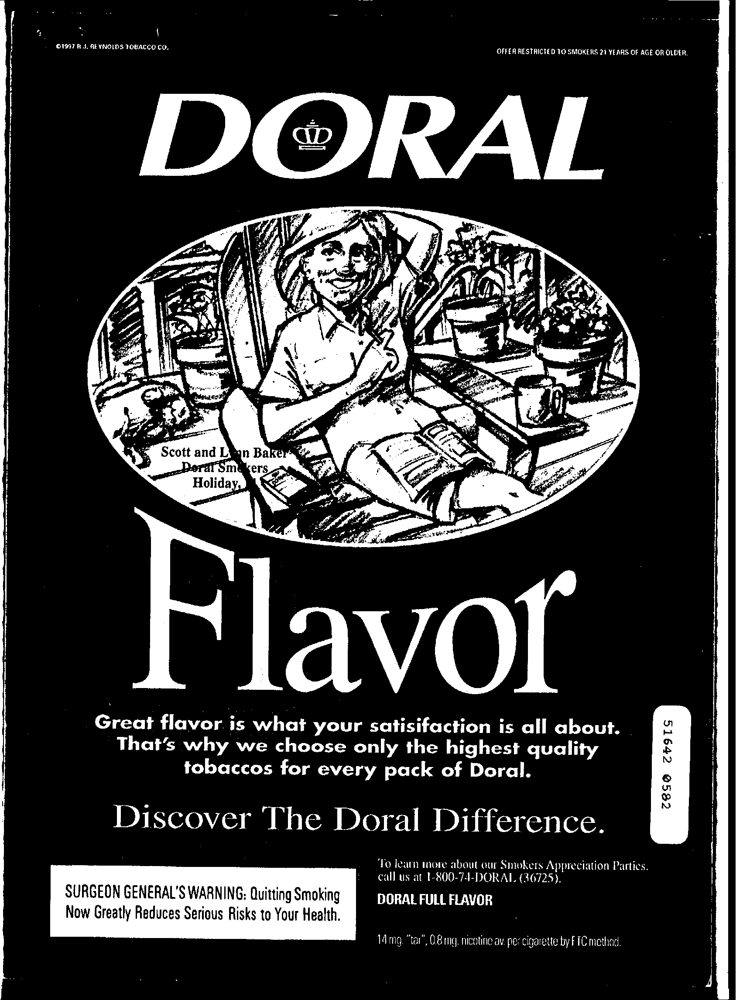 ©1997 R.J. REYNOLDS TOBACCO CO.
OFFER RESTRICTED TO SMOKERS 21 YEARS OF AGE OR OLDER.
DORAL
Scott and Lynn Baker
Doral Smokers
Holiday,
Flavor
Great flavor is what your satisifaction is all about.
That's why we choose only the highest quality
tobaccos for every pack of Doral.
51642 0582
Discover The Doral Difference.
To learn more about our Smokers Appreciation Parties,
call us at 1-800-74-DORAL (36725).
SURGEON GENERAL'S WARNING: Quitting Smoking
Now Greatly Reduces Serious Risks to Your Health.
DORAL FULL FLAVOR
14 mg. "tar", 0.8 mg. nicotine av. per cigarette by FTC method.